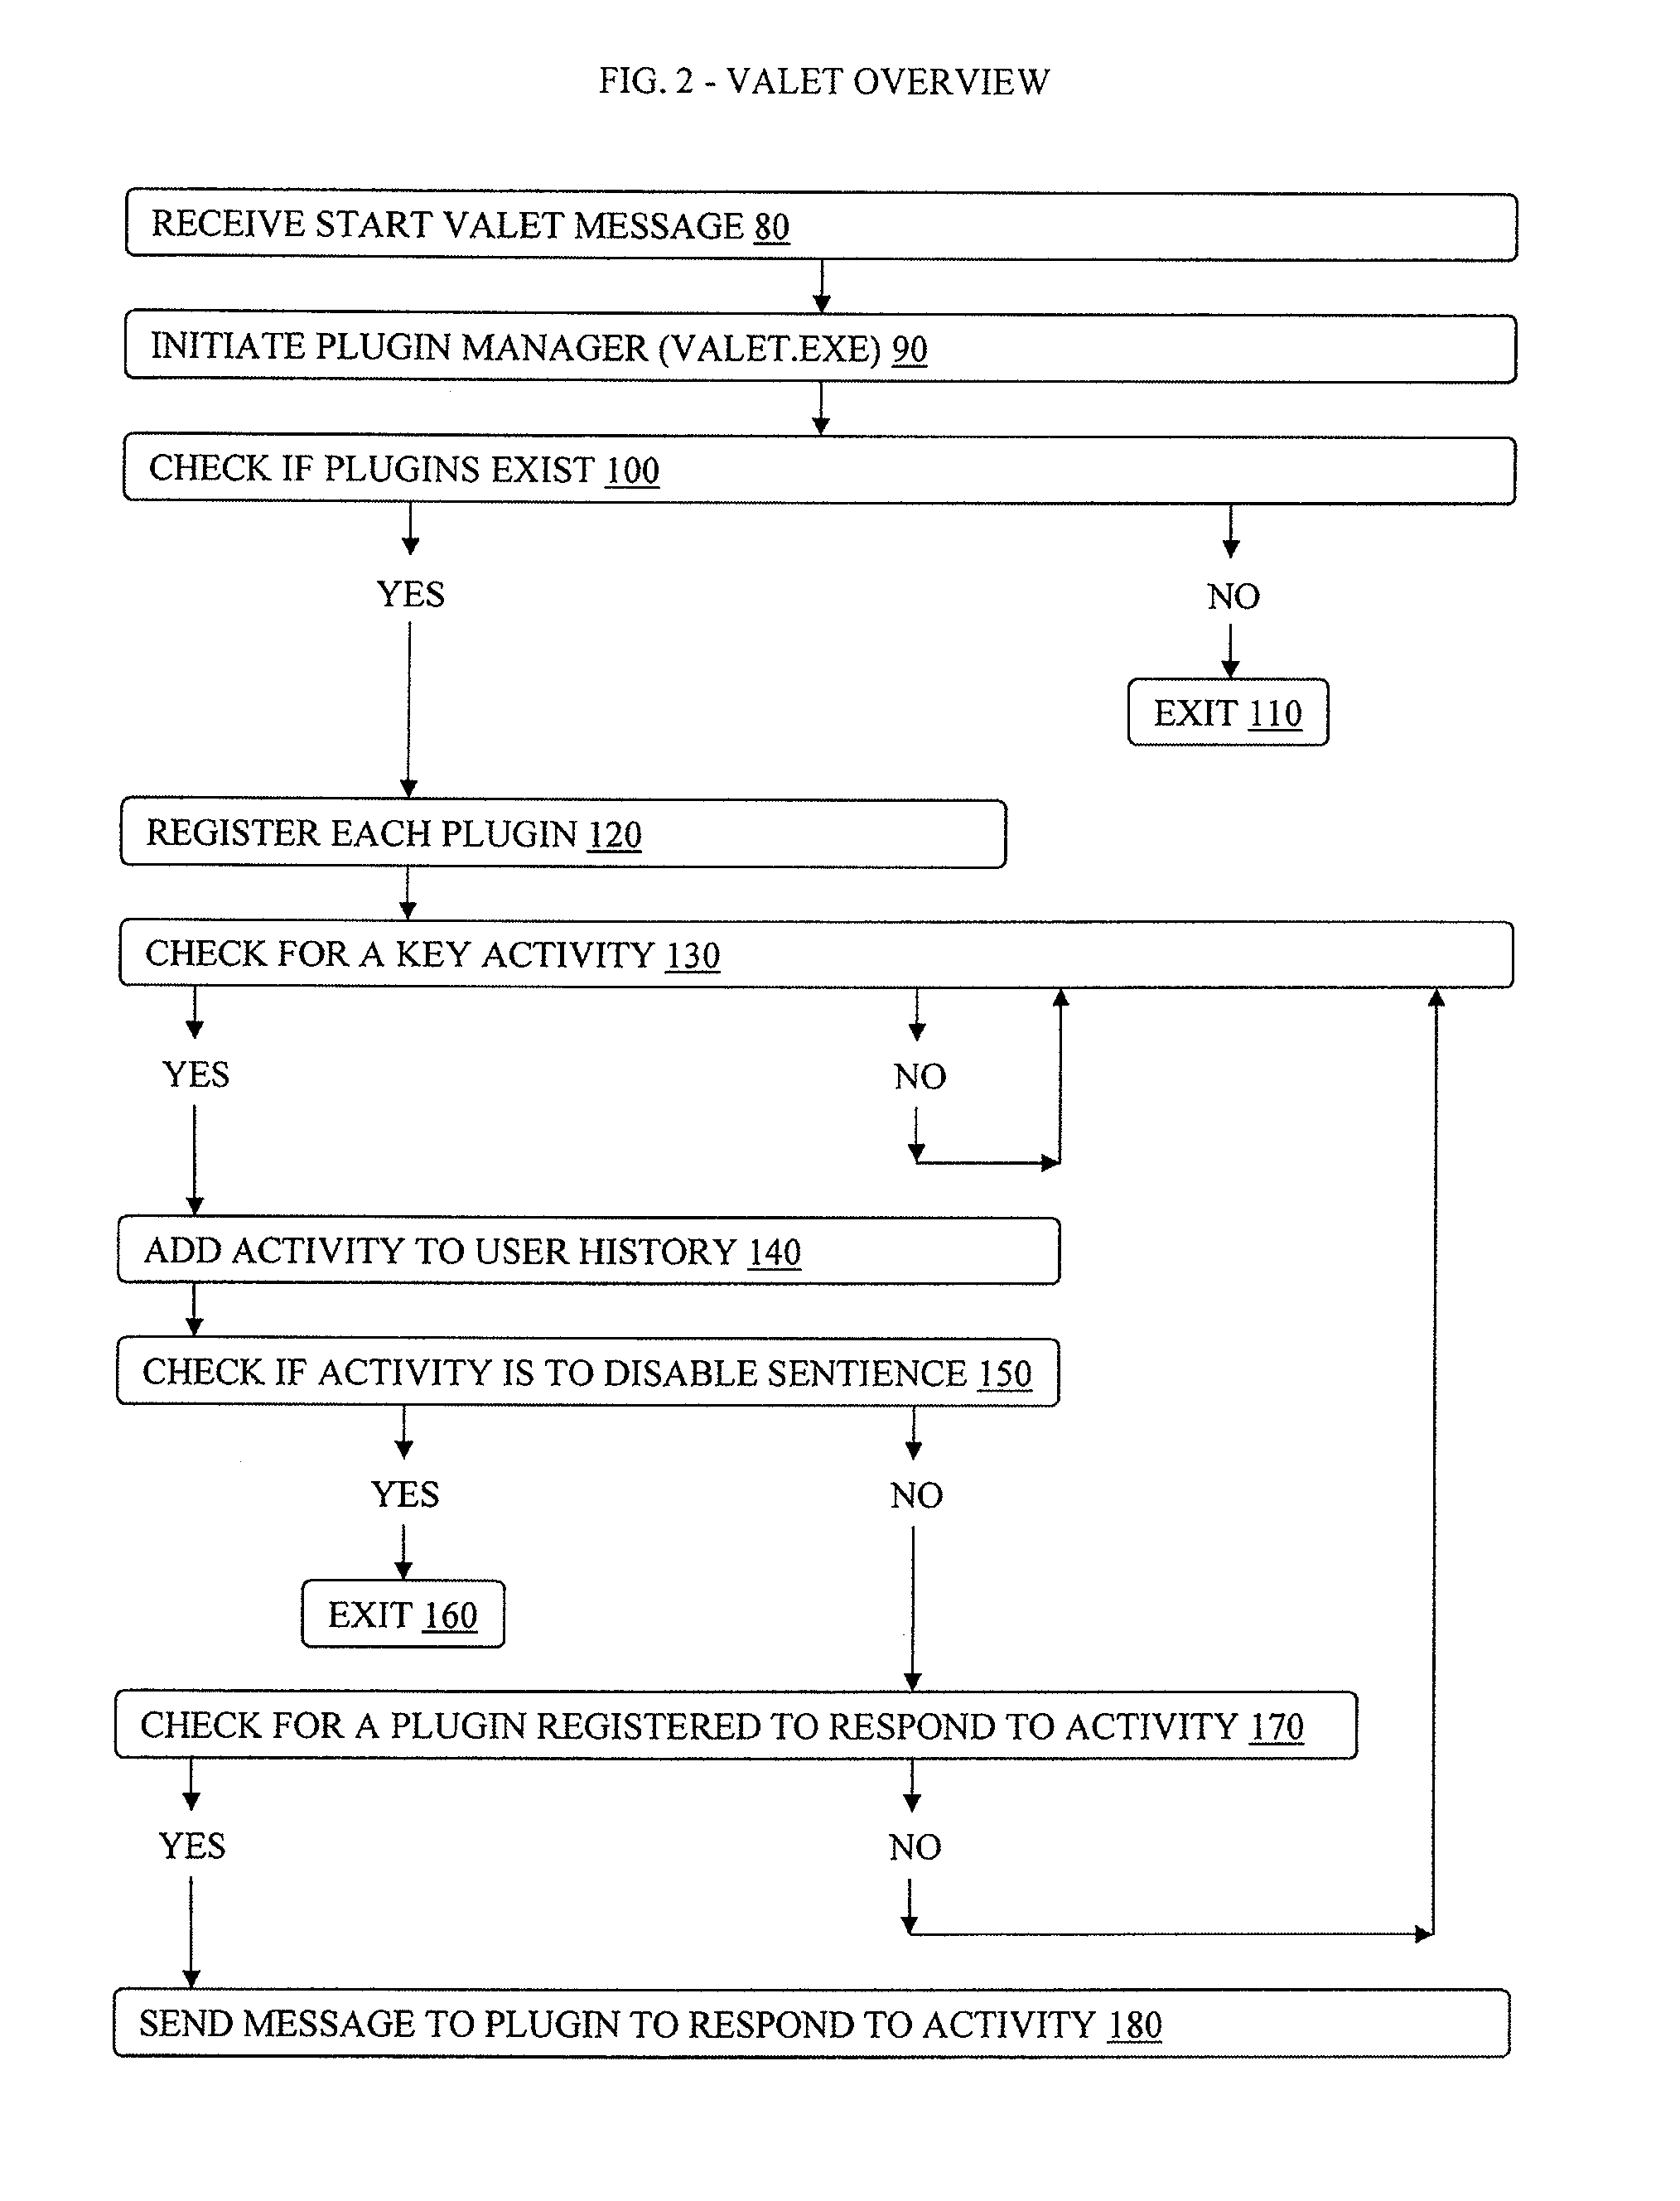 FIG. 2 - VALET OVERVIEW
RECEIVE START VALET MESSAGE 80
INITIATE PLUGIN MANAGER (VALET.EXE) 90
CHECK IF PLUGINS EXIST 100
YES
NO
EXIT 110
REGISTER EACH PLUGIN 120
CHECK FOR A KEY ACTIVITY 130
YES
NO
ADD ACTIVITY TO USER HISTORY 140
CHECK IF ACTIVITY IS TO DISABLE SENTIENCE 150
YES
NO
EXIT 160
CHECK FOR A PLUGIN REGISTERED TO RESPOND TO ACTIVITY 170
YES
NO
SEND MESSAGE TO PLUGIN TO RESPOND TO ACTIVITY 180